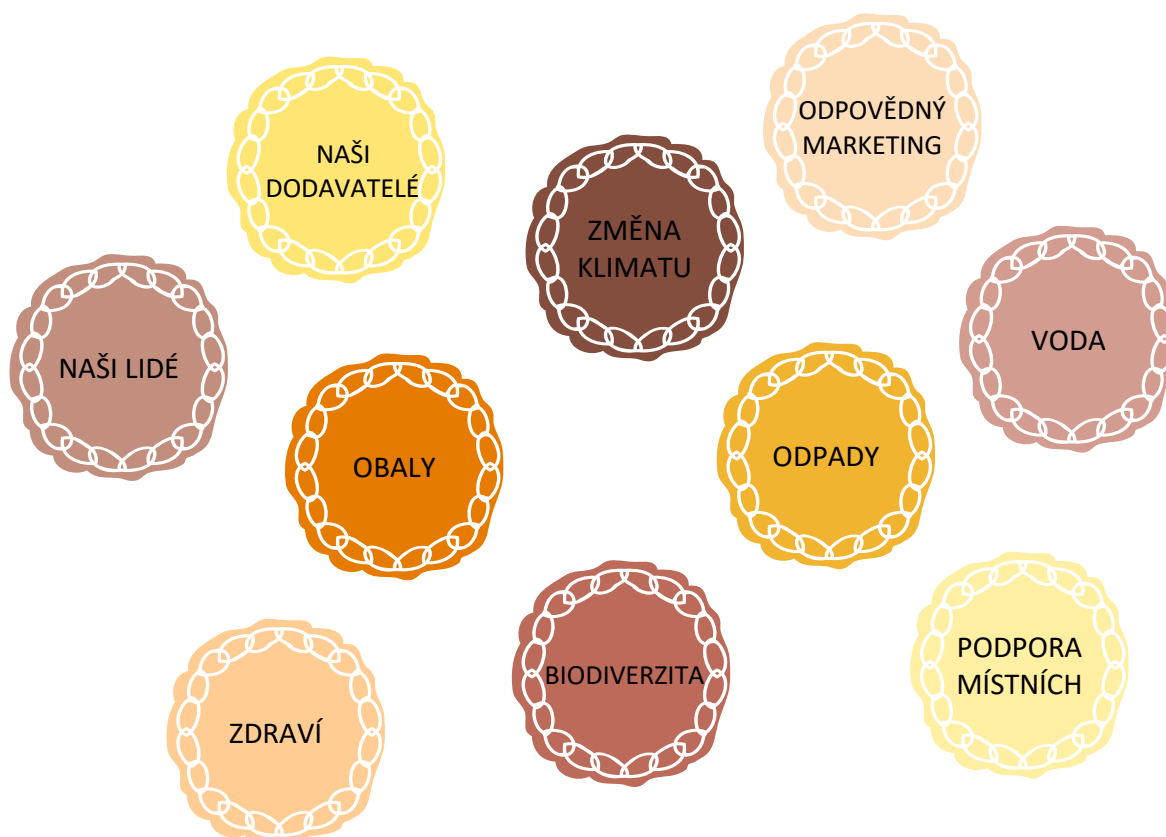 ODPOVĚDNÝ
MARKETING
NAŠI
DODAVATELÉ
ZMĚNA
KLIMATU
VODA
NAŠI LIDÉ
OBALY
ODPADY
PODPORA
MÍSTNÍCH
BIODIVERZITA
ZDRAVÍ